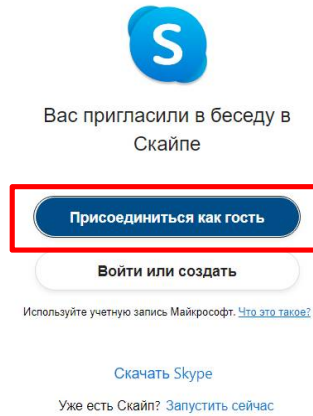 S
Вас пригласили в беседу в
Скайпе
Присоединиться как гость
Войти или создать
Используйте учетную запись Майкрософт. Что это такое?
Скачать Skype
Уже есть Скайп? Запустить сейчас